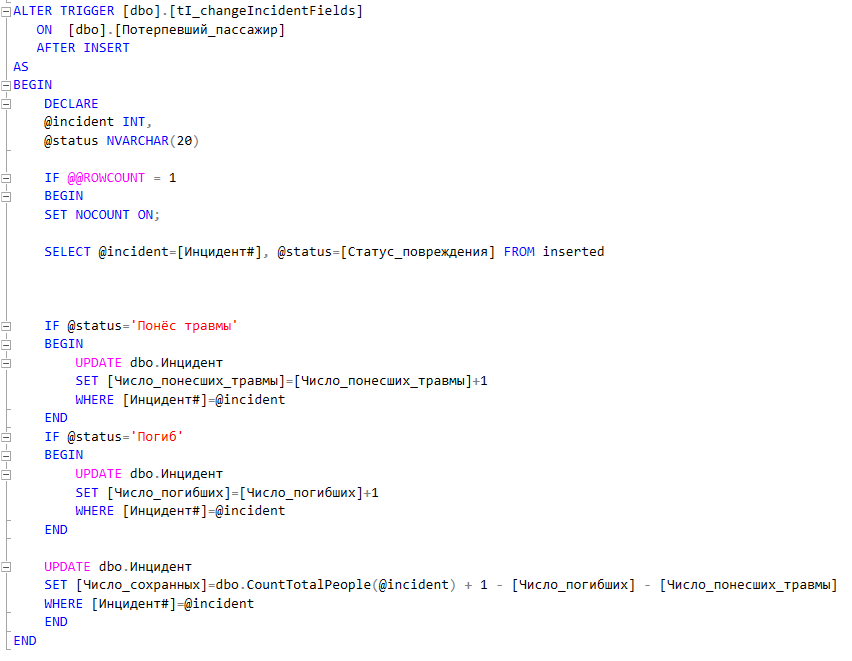 ALTER TRIGGER [dbo].[tI_changeIncidentFields]
ON [dbo].[Потерпевший_пассажир]
AFTER INSERT
AS
BEGIN
DECLARE
@incident INT,
@status NVARCHAR(20)
IF @@ROWCOUNT = 1
BEGIN
SET NOCOUNT ON;
SELECT @incident=[Инцидент#], @status=[Статус_повреждения] FROM inserted
IF @status='Понёс травмы'
BEGIN
UPDATE dbo.Инцидент
SET [Число_понесших_травмы]=[Число_понесших_травмы]+1
WHERE [Инцидент#]=@incident
END
IF @status='Погиб'
BEGIN
UPDATE dbo.Инцидент
SET [Число_погибших]=[Число_погибших]+1
WHERE [Инцидент#]=@incident
END
UPDATE dbo.Инцидент
SET [Число_сохранных]=dbo.CountTotalPeople(@incident) + 1 - [Число_погибших] - [Число_понесших_травмы]
WHERE [Инцидент#]=@incident
END
END